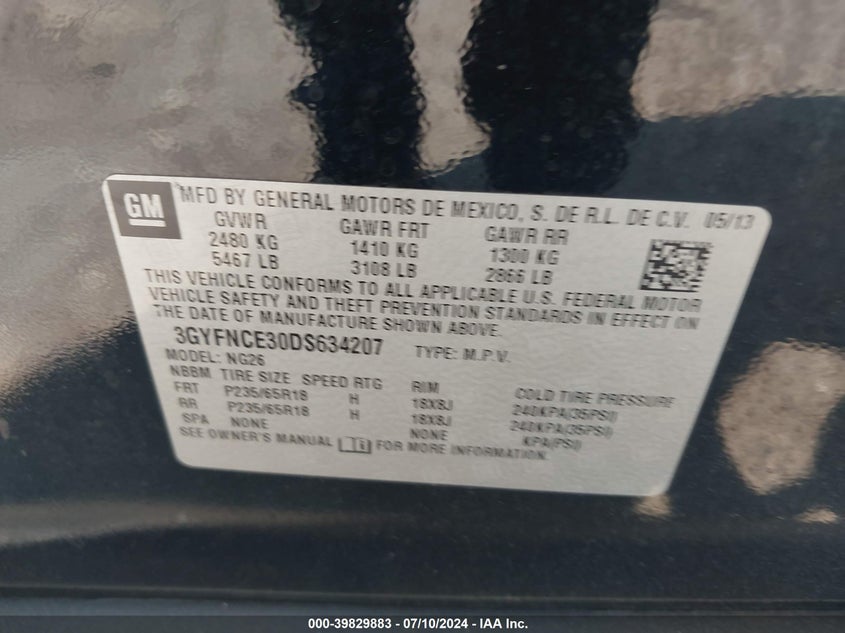 GM
MFD BY GENERAL MOTORS DE MEXICO, S. DE R.L. DE C.V. 05/13
GVWR GAWR FRT GAWR RR
2480 KG 1410 KG 1300 KG
5467 LB 3108 LB 2866 LB
THIS VEHICLE CONFORMS TO ALL APPLICABLE U.S. FEDERAL MOTOR
VEHICLE SAFETY AND THEFT PREVENTION STANDARDS IN EFFECT ON
THE DATE OF MANUFACTURE SHOWN ABOVE.
3GYFNCE30DS634207 TYPE: M.P.V.
MODEL: NG26
NBBM TIRE SIZE SPEED RTG RIM COLD TIRE PRESSURE
FRT P235/65R18 H 18X8J 240KPA(35PSI)
RR P235/65R18 H 18X8J 240KPA(35PSI)
SPA NONE NONE KPA(PSI)
SEE OWNER'S MANUAL FOR MORE INFORMATION.
000-39829883 - 07/10/2024 - IAA Inc.